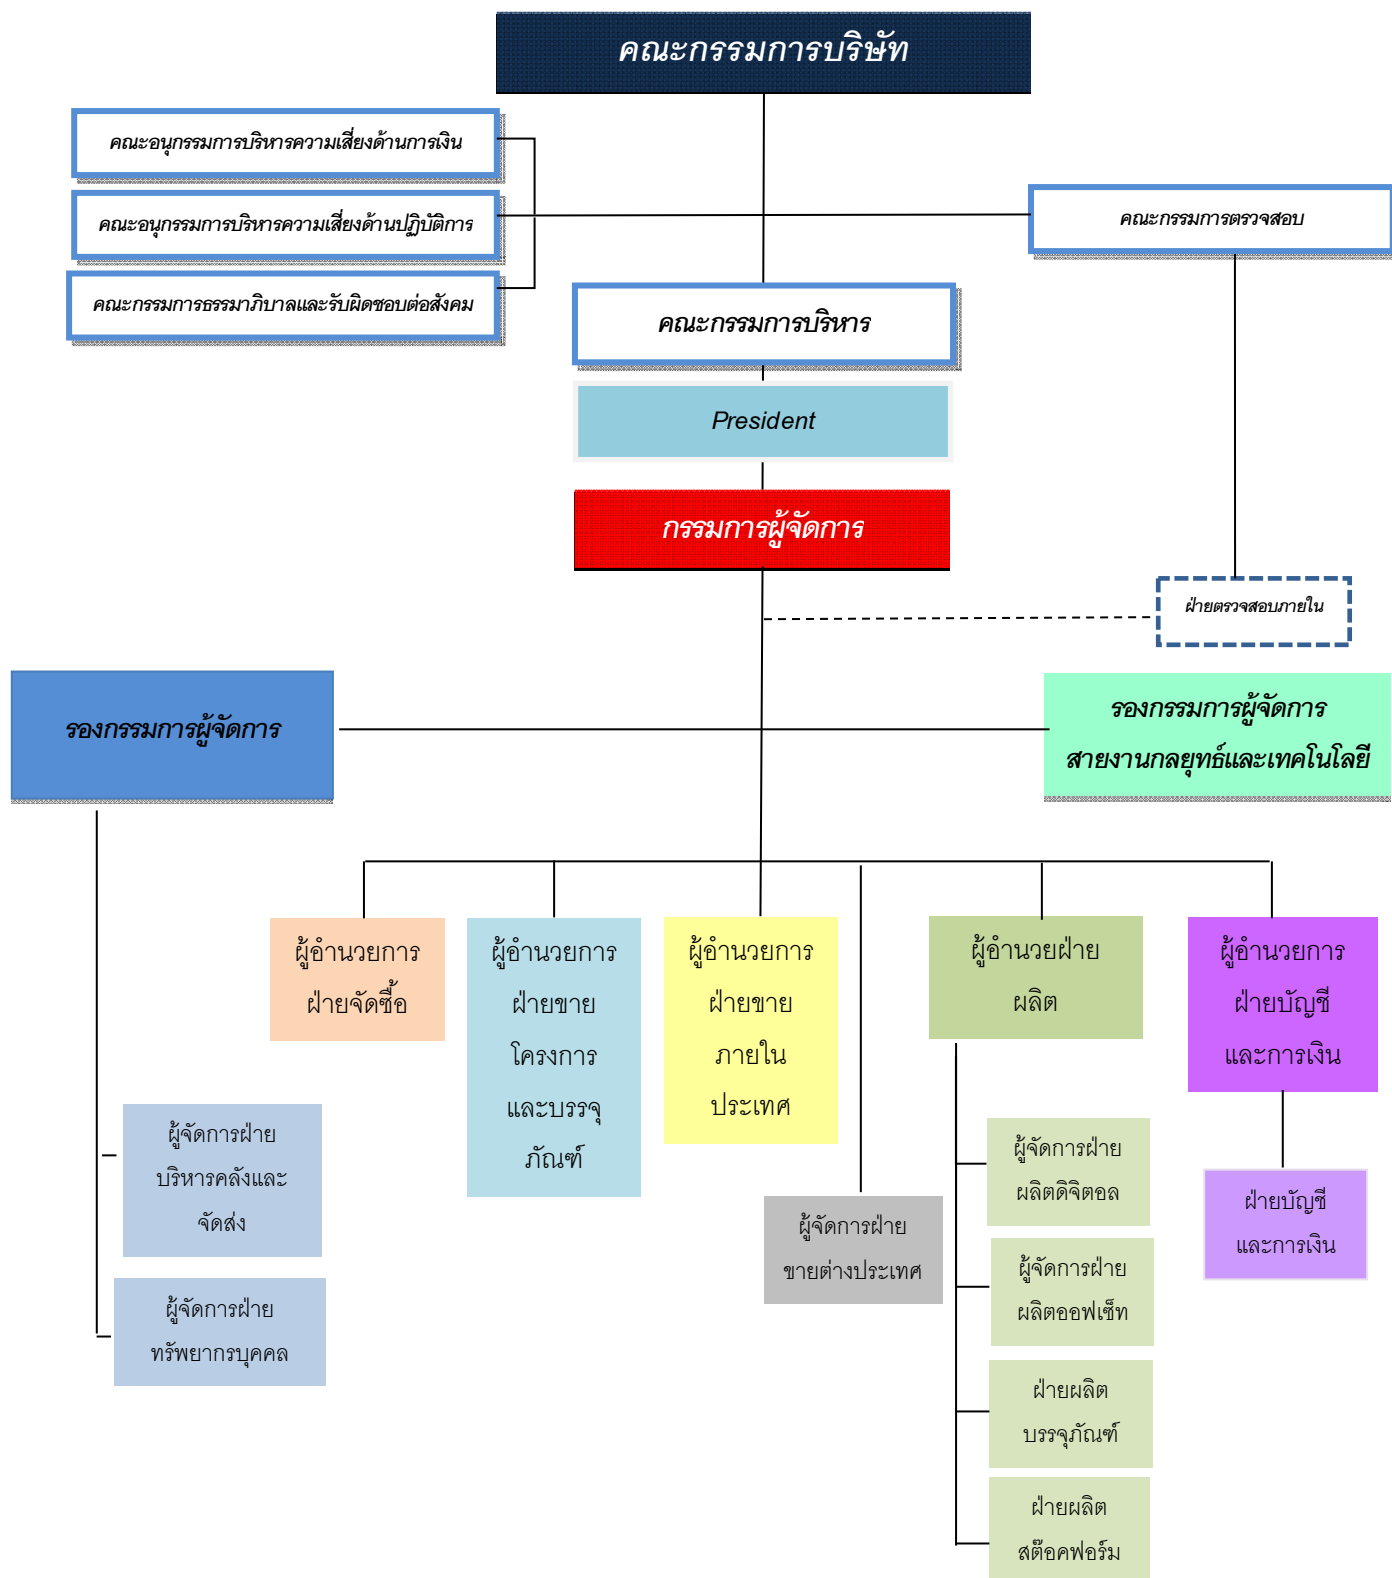 คณะกรรมการบริษัท
คณะอนุกรรมการบริหารความเสี่ยงด้านการเงิน
คณะอนุกรรมการบริหารความเสี่ยงด้านปฏิบัติการ
คณะกรรมการธรรมาภิบาลและรับผิดชอบต่อสังคม
คณะกรรมการตรวจสอบ
คณะกรรมการบริหาร
President
กรรมการผู้จัดการ
ฝ่ายตรวจสอบภายใน
รองกรรมการผู้จัดการ
รองกรรมการผู้จัดการ
สายงานกลยุทธ์และเทคโนโลยี
ผู้อำนวยการ
ฝ่ายจัดซื้อ
ผู้อำนวยการ
ฝ่ายขาย
โครงการ
และบรรจุ
ภัณฑ์
ผู้อำนวยการ
ฝ่ายขาย
ภายใน
ประเทศ
ผู้อำนวยฝ่าย
ผลิต
ผู้อำนวยการ
ฝ่ายบัญชี
และการเงิน
ผู้จัดการฝ่าย
บริหารคลังและ
จัดส่ง
ผู้จัดการฝ่าย
ทรัพยากรบุคคล
ผู้จัดการฝ่าย
ขายต่างประเทศ
ผู้จัดการฝ่าย
ผลิตดิจิตอล
ผู้จัดการฝ่าย
ผลิตออฟเซ็ท
ฝ่ายผลิต
บรรจุภัณฑ์
ฝ่ายผลิต
สต๊อคฟอร์ม
ฝ่ายบัญชี
และการเงิน